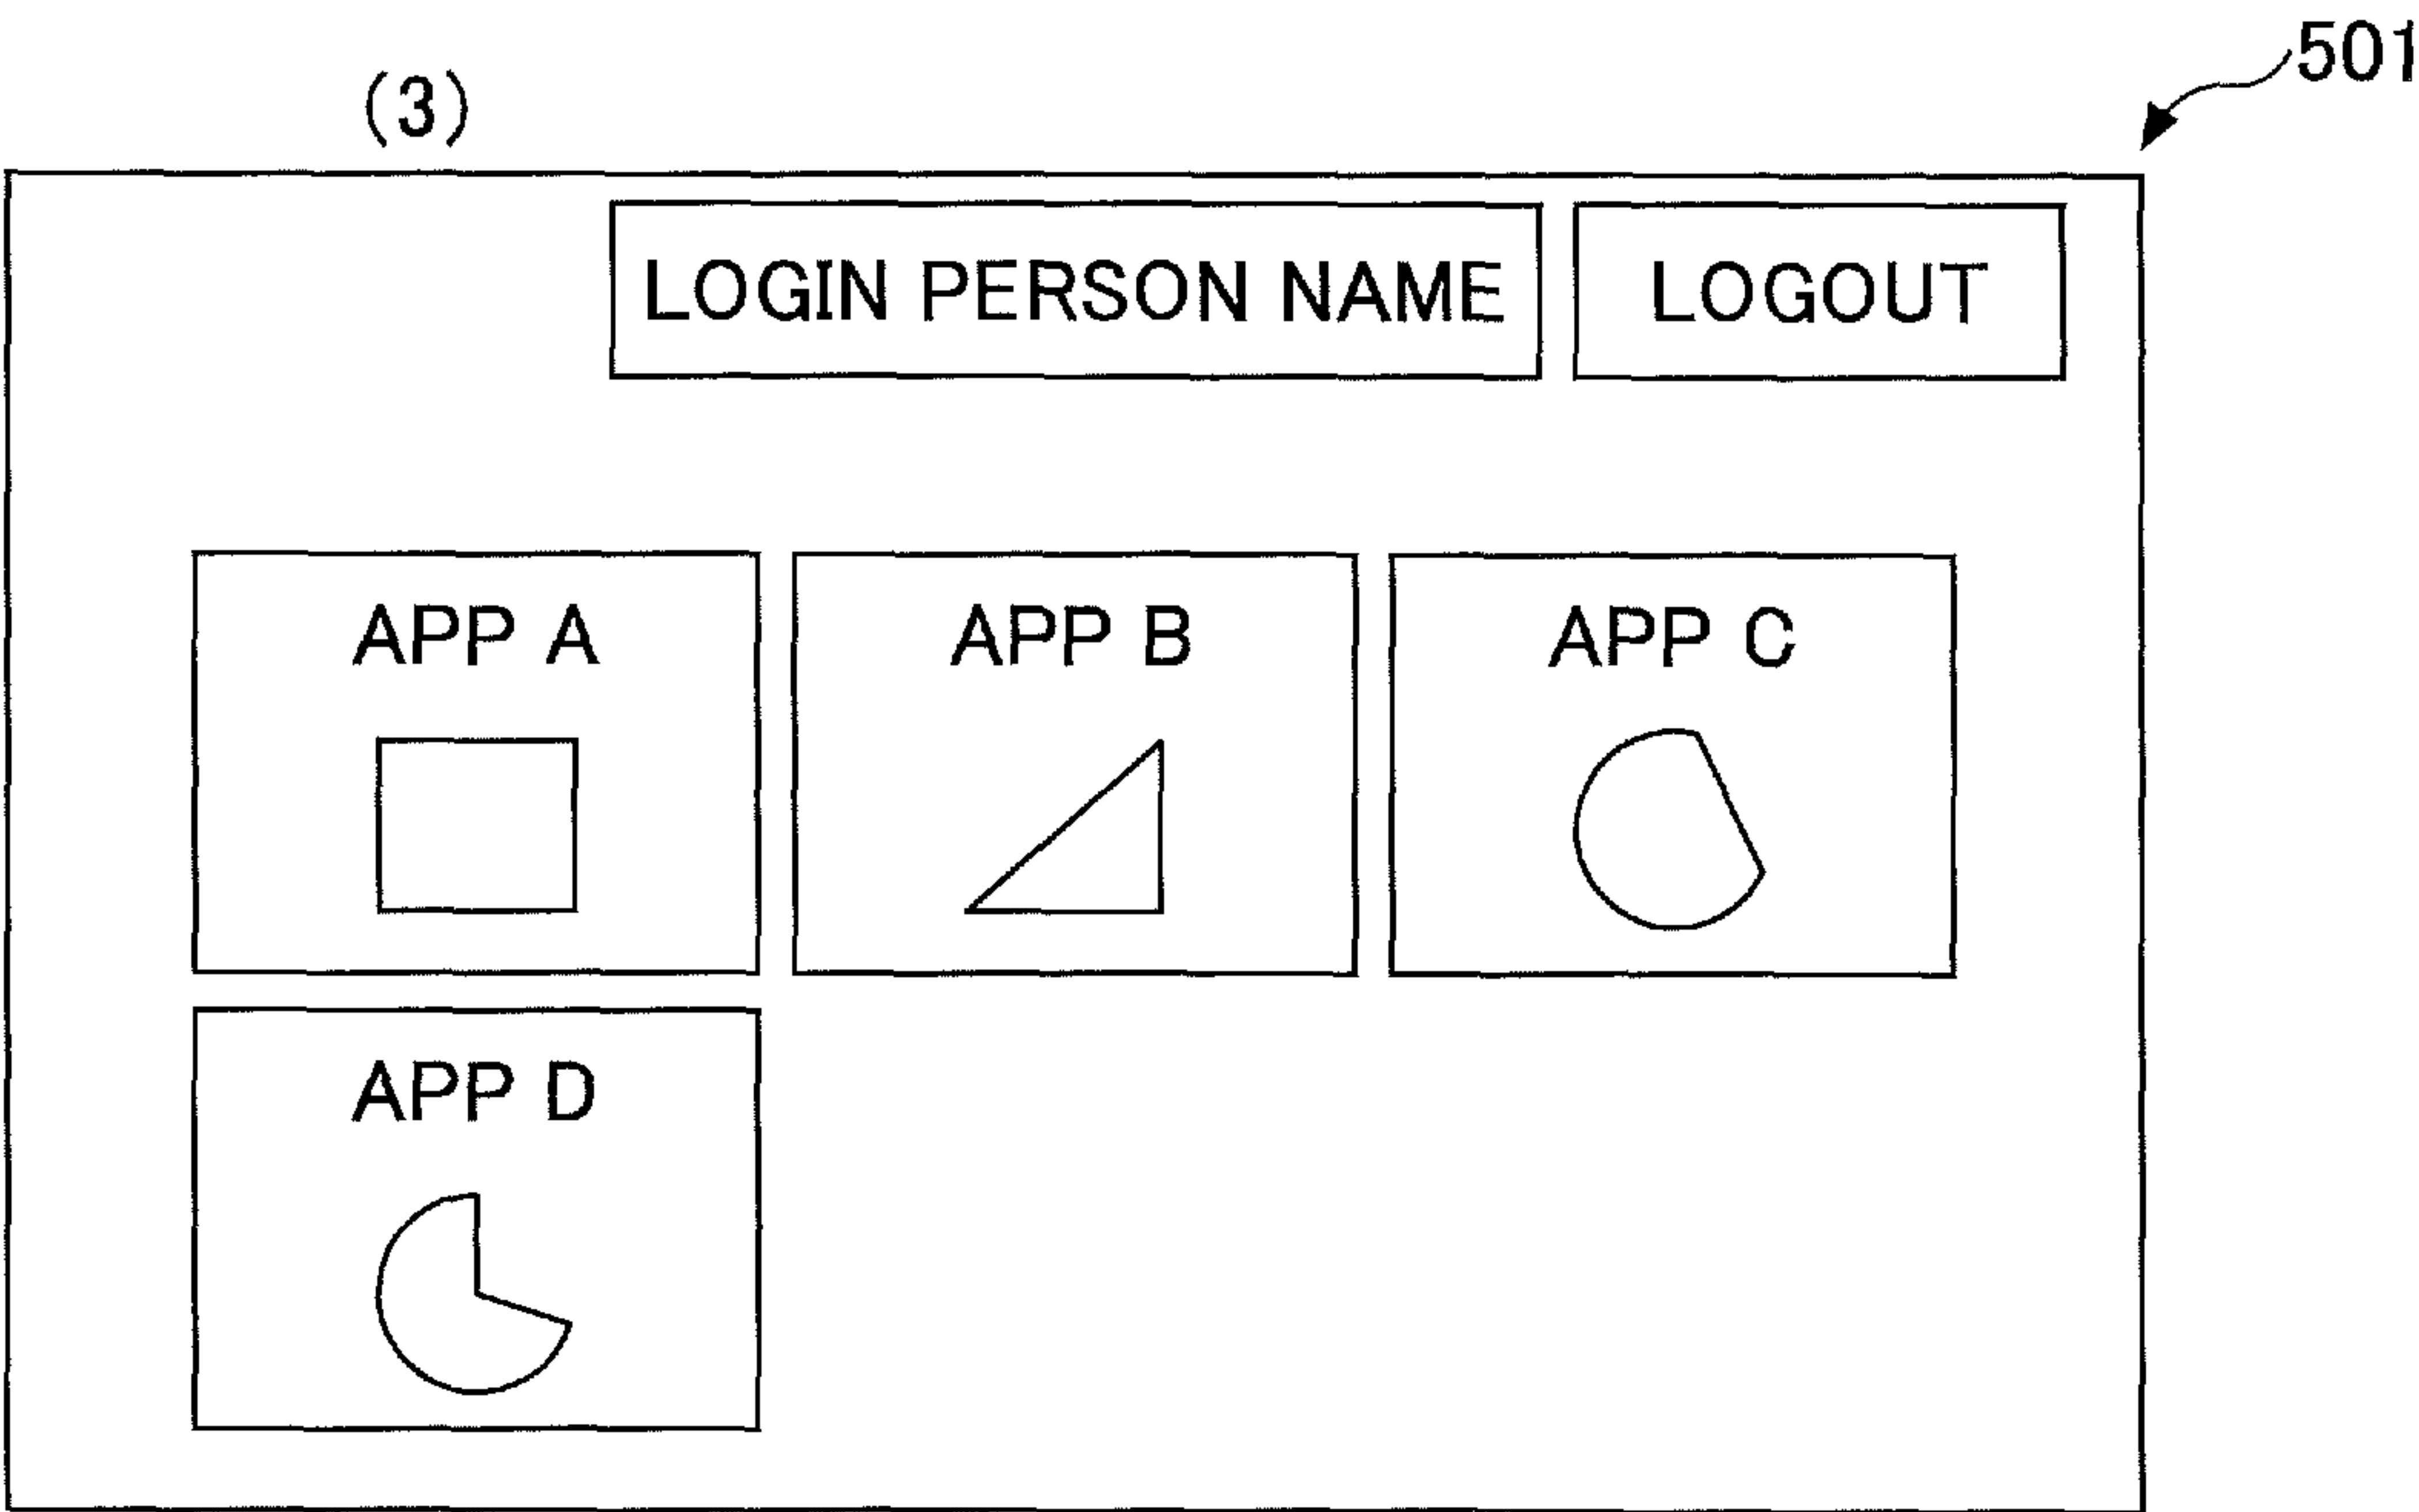 501
(3)
LOGIN PERSON NAME LOGOUT
APP A APP B APP C
APP D